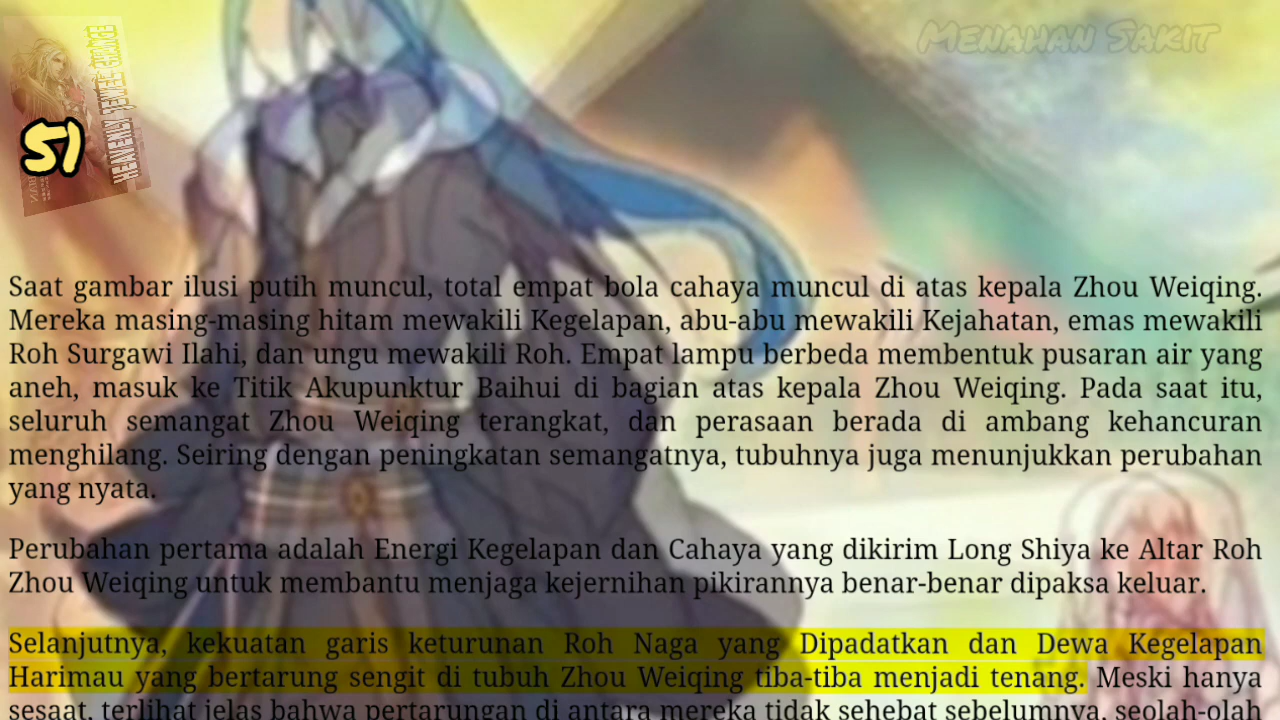 Menahan Sakit
HEAVENLY JEWEL CHANGE
51
Saat gambar ilusi putih muncul, total empat bola cahaya muncul di atas kepala Zhou Weiqing.
Mereka masing-masing hitam mewakili Kegelapan, abu-abu mewakili Kejahatan, emas mewakili
Roh Surgawi Ilahi, dan ungu mewakili Roh. Empat lampu berbeda membentuk pusaran air yang
aneh, masuk ke Titik Akupunktur Baihui di bagian atas kepala Zhou Weiqing. Pada saat itu,
seluruh semangat Zhou Weiqing terangkat, dan perasaan berada di ambang kehancuran
menghilang. Seiring dengan peningkatan semangatnya, tubuhnya juga menunjukkan perubahan
yang nyata.
Perubahan pertama adalah Energi Kegelapan dan Cahaya yang dikirim Long Shiya ke Altar Roh
Zhou Weiqing untuk membantu menjaga kejernihan pikirannya benar-benar dipaksa keluar.
Selanjutnya, kekuatan garis keturunan Roh Naga yang Dipadatkan dan Dewa Kegelapan
Harimau yang bertarung sengit di tubuh Zhou Weiqing tiba-tiba menjadi tenang. Meski hanya
sesaat, terlihat jelas bahwa pertarungan di antara mereka tidak sehebat sebelumnya, seolah-olah